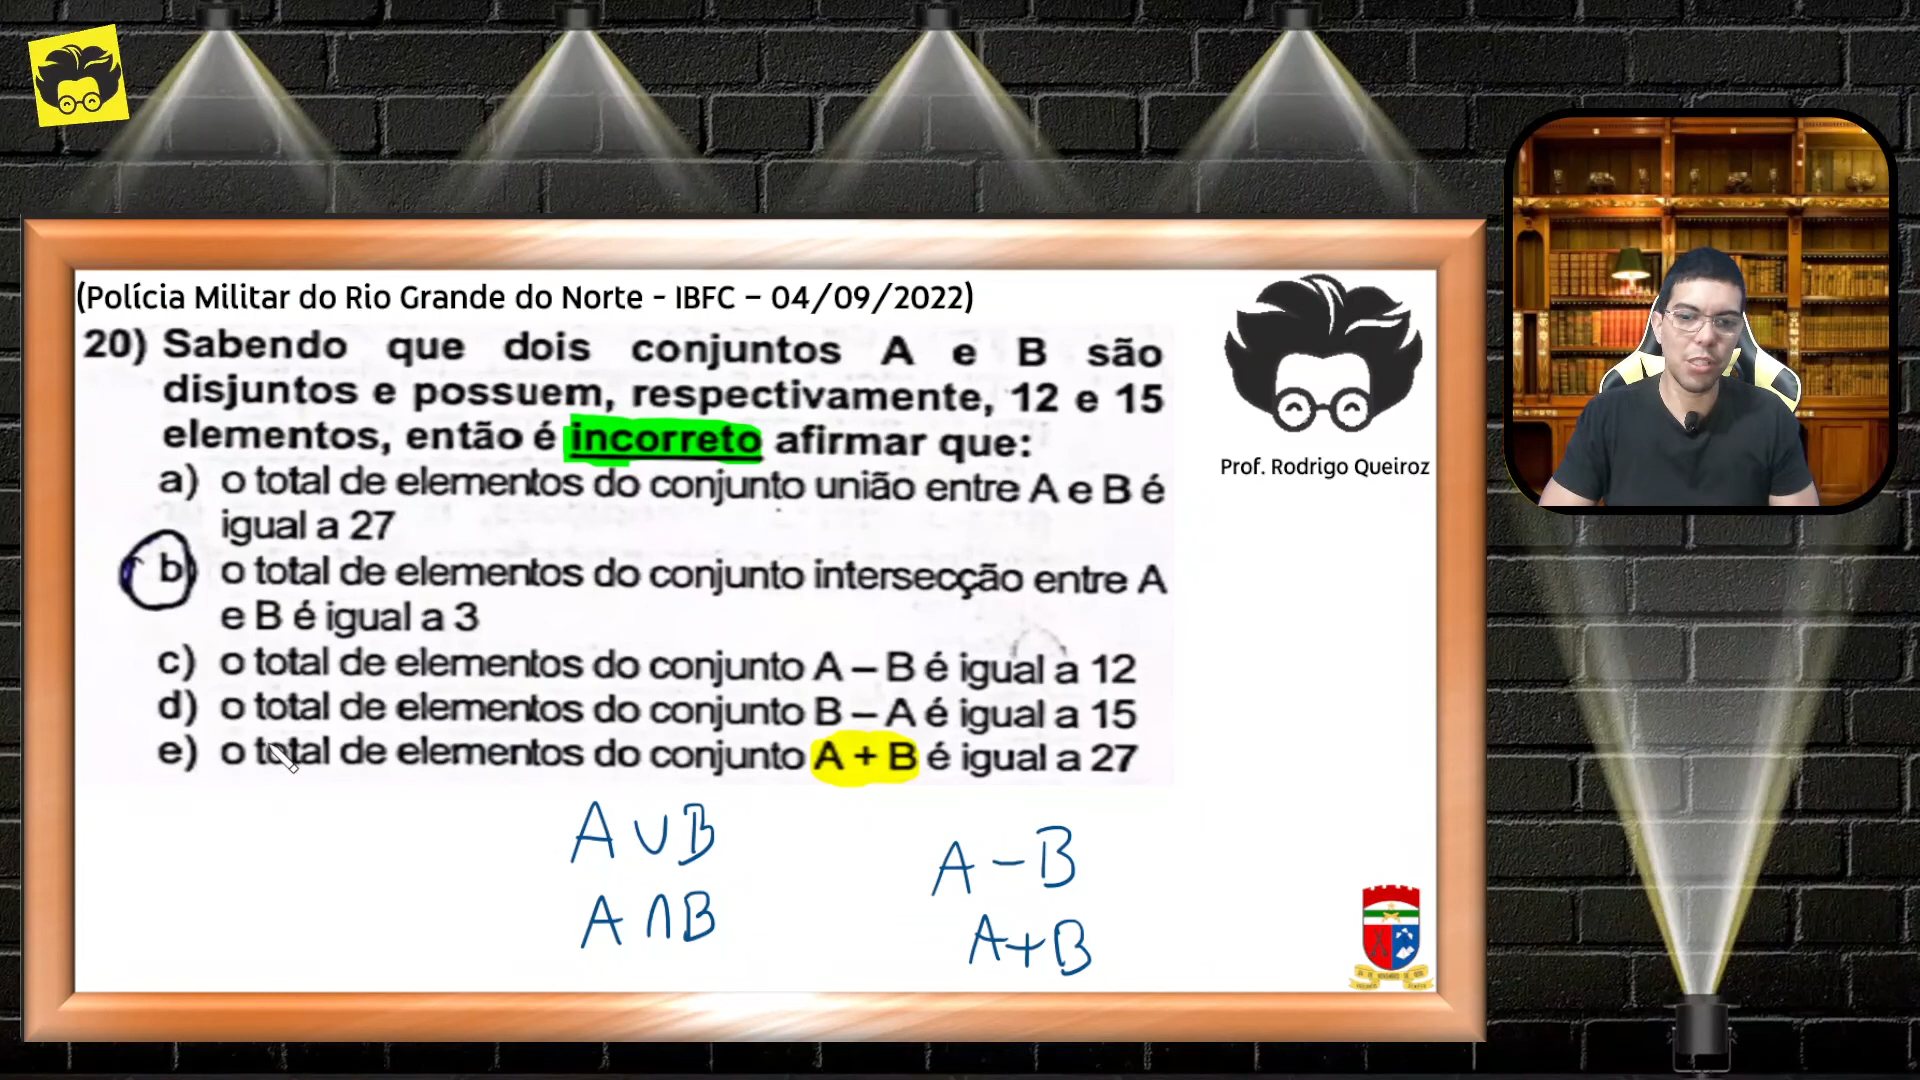 (Polícia Militar do Rio Grande do Norte - IBFC – 04/09/2022)
20) Sabendo que dois conjuntos A e B são
disjuntos e possuem, respectivamente, 12 e 15
elementos, então é incorreto afirmar que:
a) o total de elementos do conjunto união entre A e B é
igual a 27
b) o total de elementos do conjunto intersecção entre A
e B é igual a 3
c) o total de elementos do conjunto A – B é igual a 12
d) o total de elementos do conjunto B – A é igual a 15
e) o total de elementos do conjunto A + B é igual a 27
A ∪ B
A ∩ B
A – B
A + B
Prof. Rodrigo Queiroz